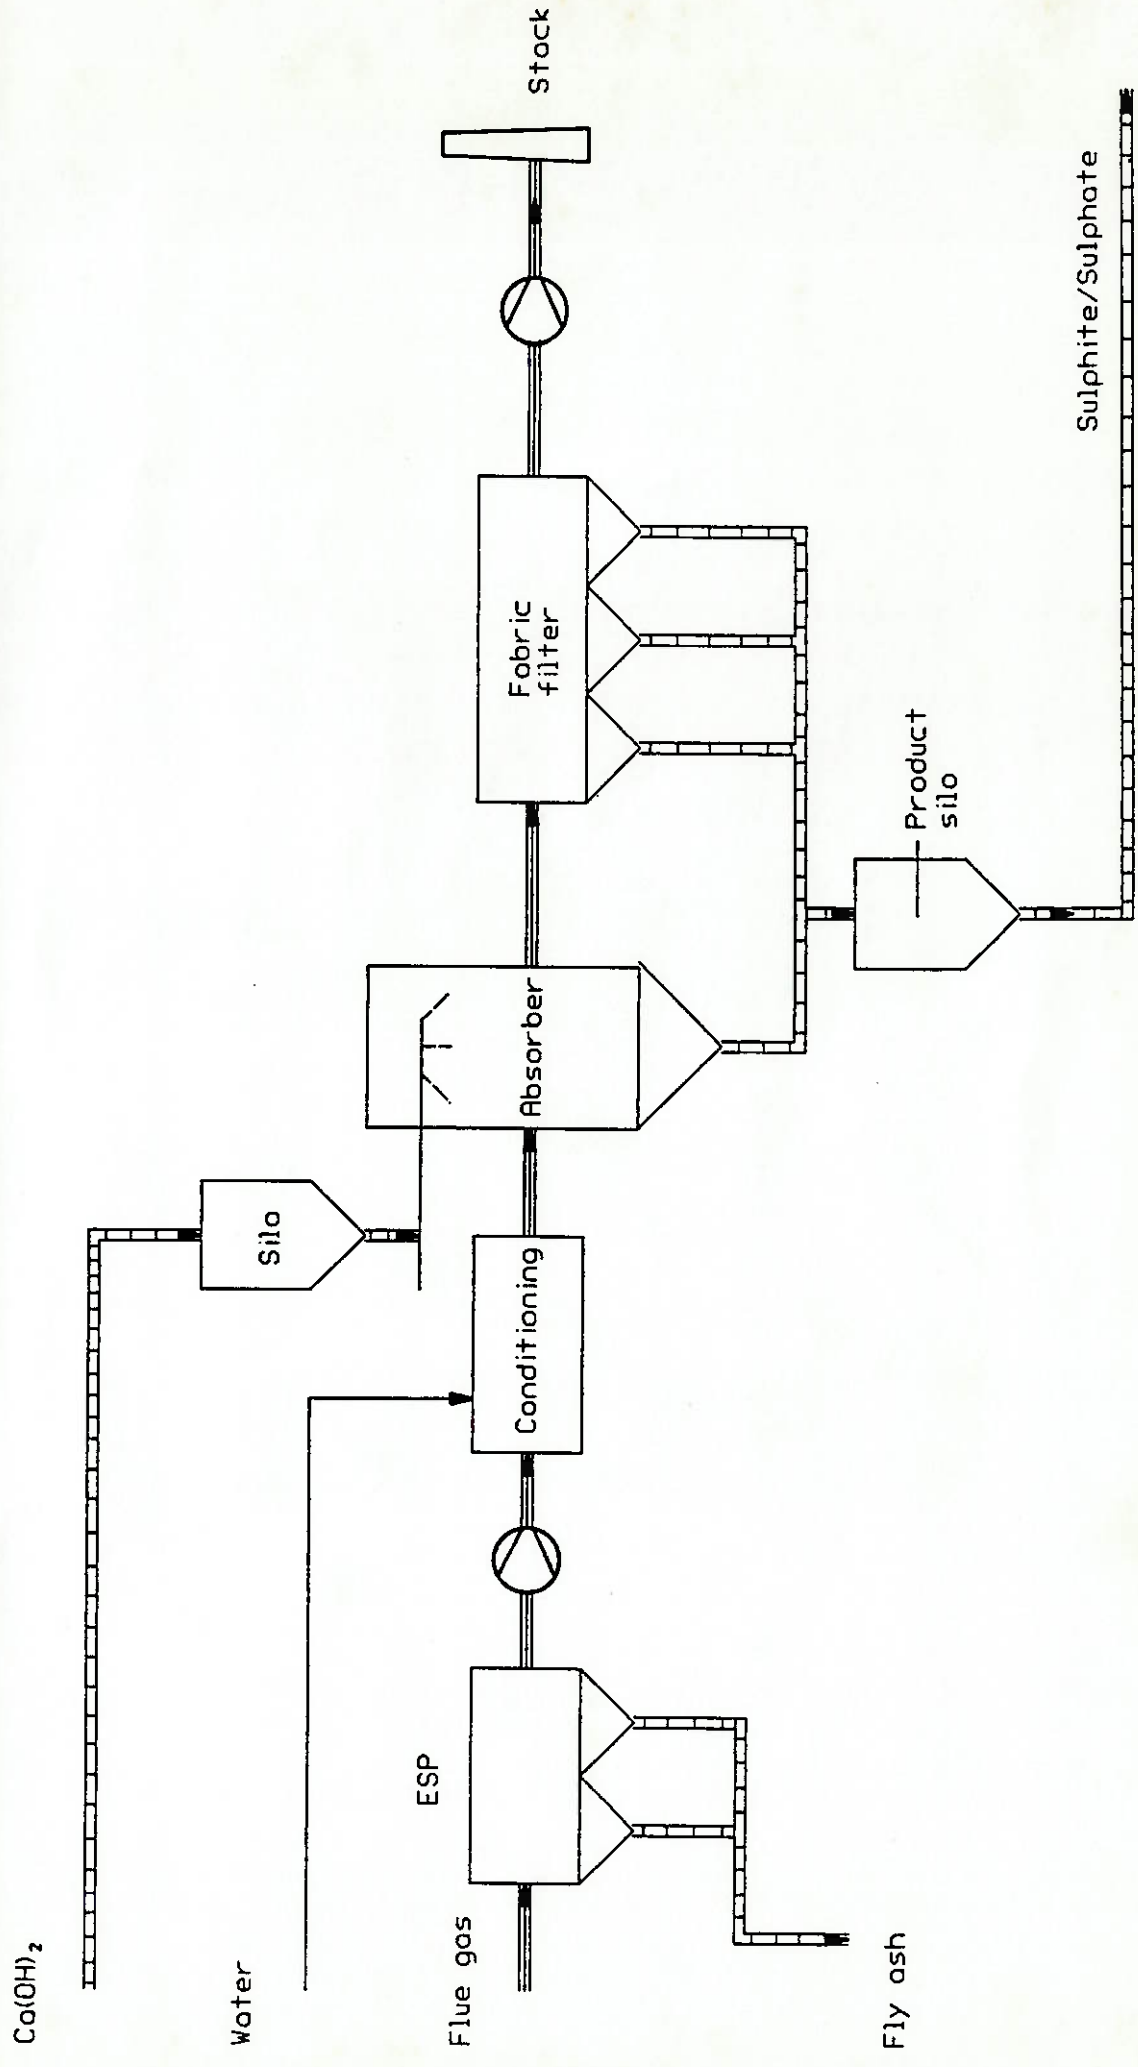 Ca(OH)₂
Water
Flue gas
Fly ash
ESP
Conditioning
Silo
Absorber
Fabric
filter
Product
silo
Sulphite/Sulphate
Stack